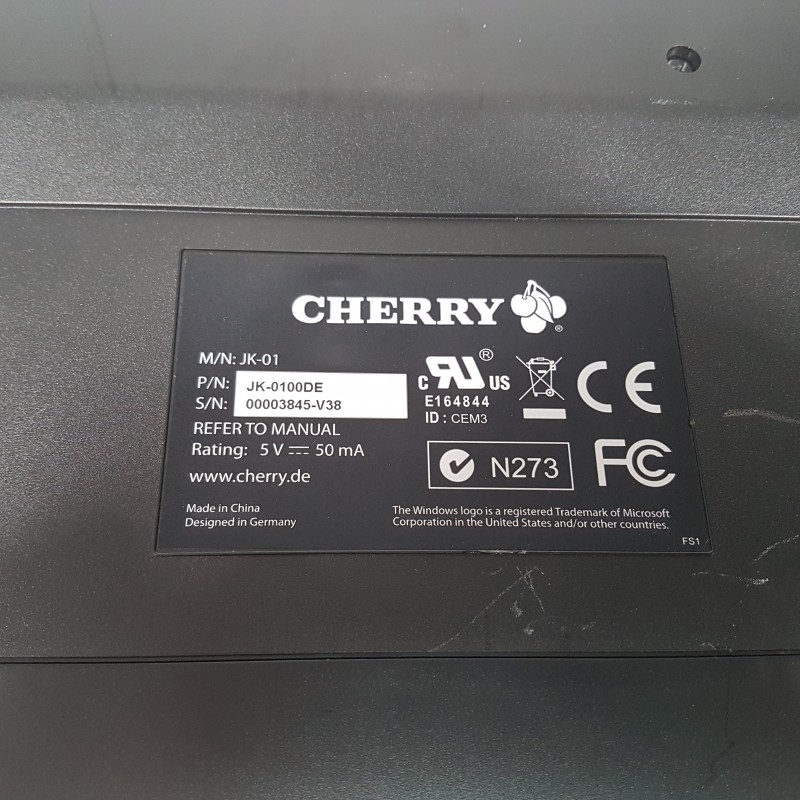 CHERRY ®
M/N: JK-01
P/N: JK-0100DE
S/N: 00003845-V38
REFER TO MANUAL
Rating: 5 V ⎓ 50 mA
www.cherry.de
Made in China
Designed in Germany
c RU ® US
E164844
ID : CEM3
CE
N273
FC
The Windows logo is a registered Trademark of Microsoft
Corporation in the United States and/or other countries.
FS1